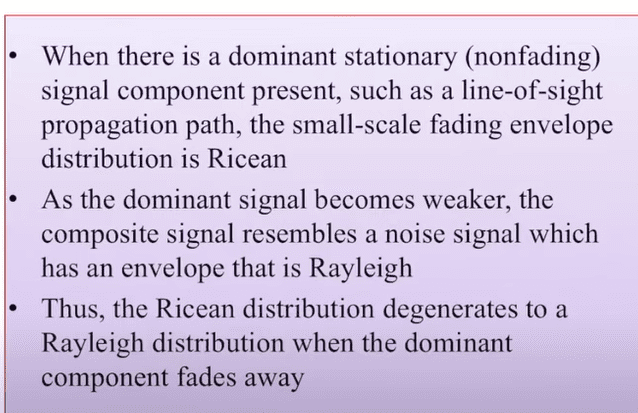 • When there is a dominant stationary (nonfading)
signal component present, such as a line-of-sight
propagation path, the small-scale fading envelope
distribution is Ricean
• As the dominant signal becomes weaker, the
composite signal resembles a noise signal which
has an envelope that is Rayleigh
• Thus, the Ricean distribution degenerates to a
Rayleigh distribution when the dominant
component fades away